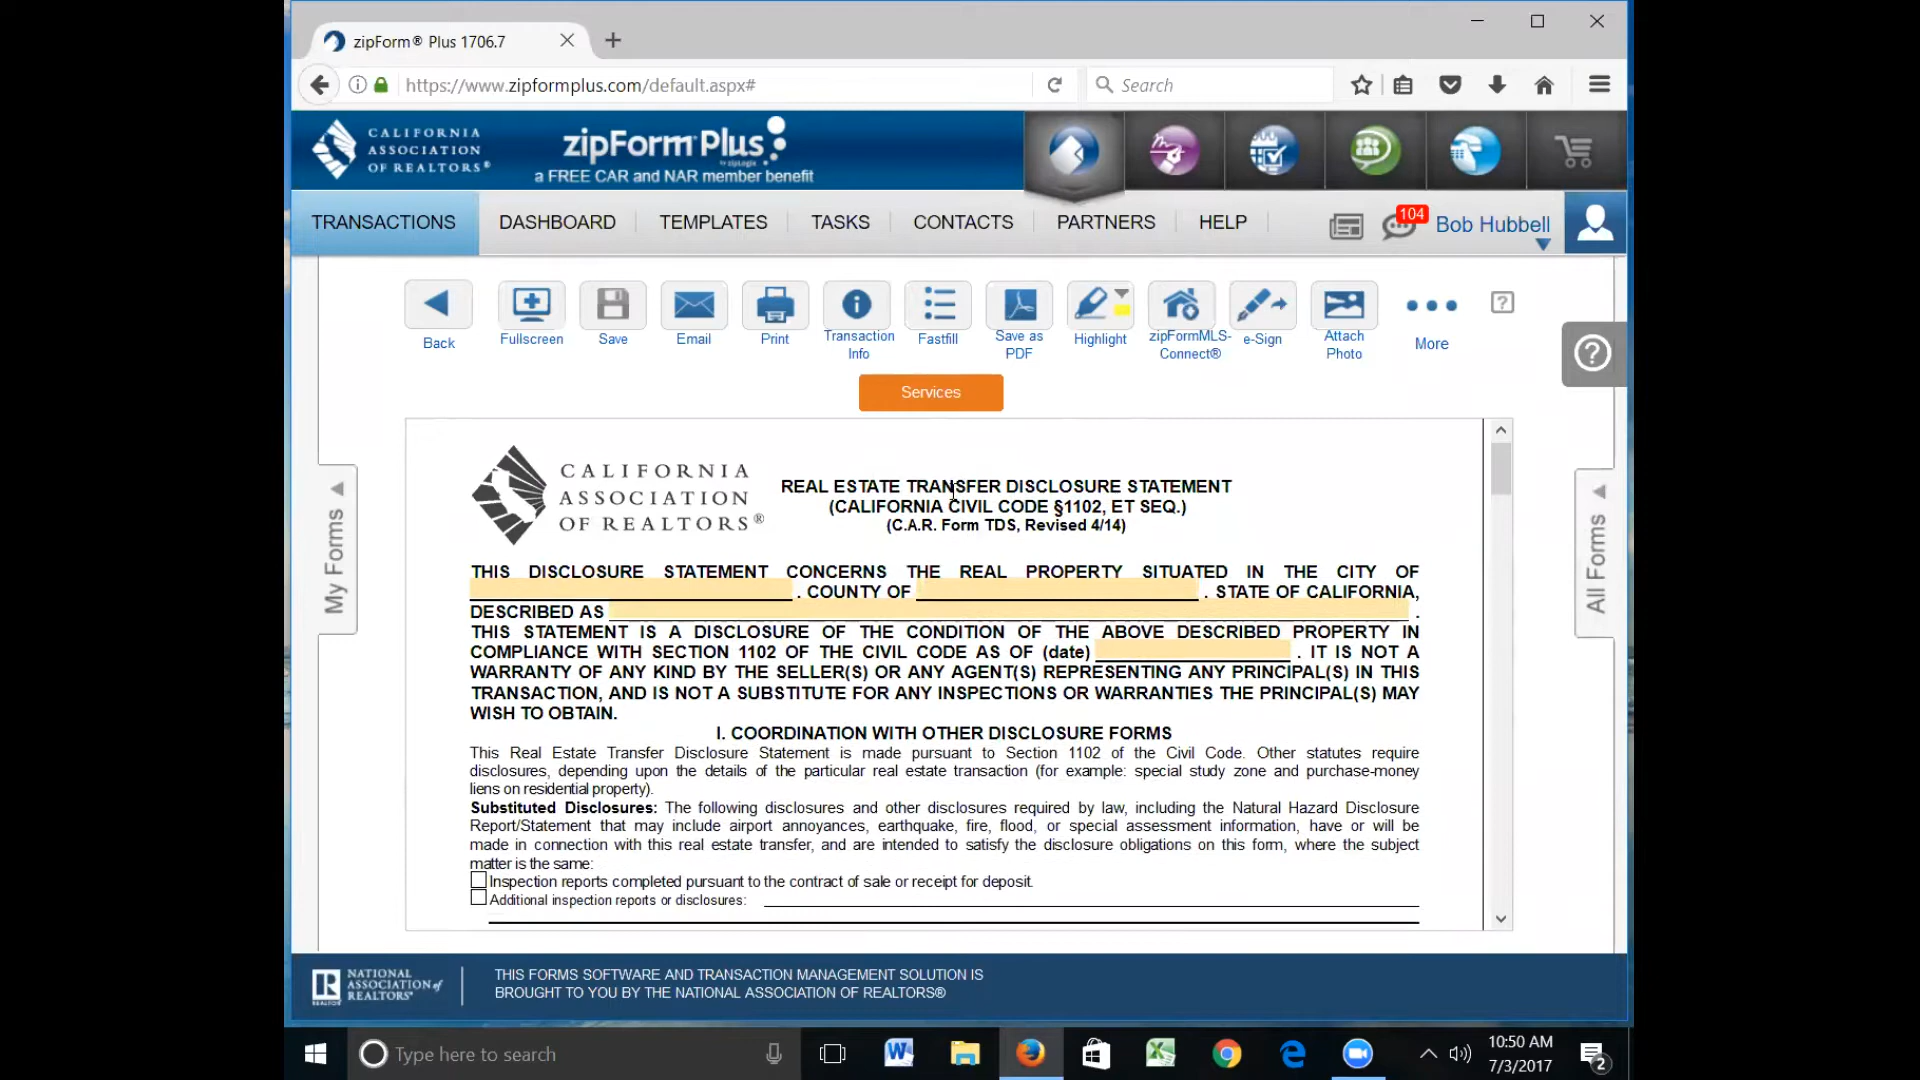 zipForm® Plus 1706.7
https://www.zipformplus.com/default.aspx#
Search
CALIFORNIA
ASSOCIATION
OF REALTORS®
zipForm Plus
by zipLogix
a FREE CAR and NAR member benefit
TRANSACTIONS DASHBOARD TEMPLATES TASKS CONTACTS PARTNERS HELP 104 Bob Hubbell
Back Fullscreen Save Email Print Transaction Info Fastfill Save as PDF Highlight zipFormMLS-Connect® e-Sign Attach Photo More
Services
My Forms
All Forms
CALIFORNIA
ASSOCIATION
OF REALTORS®
REAL ESTATE TRANSFER DISCLOSURE STATEMENT
(CALIFORNIA CIVIL CODE §1102, ET SEQ.)
(C.A.R. Form TDS, Revised 4/14)
THIS DISCLOSURE STATEMENT CONCERNS THE REAL PROPERTY SITUATED IN THE CITY OF
, COUNTY OF , STATE OF CALIFORNIA,
DESCRIBED AS .
THIS STATEMENT IS A DISCLOSURE OF THE CONDITION OF THE ABOVE DESCRIBED PROPERTY IN
COMPLIANCE WITH SECTION 1102 OF THE CIVIL CODE AS OF (date) . IT IS NOT A
WARRANTY OF ANY KIND BY THE SELLER(S) OR ANY AGENT(S) REPRESENTING ANY PRINCIPAL(S) IN THIS
TRANSACTION, AND IS NOT A SUBSTITUTE FOR ANY INSPECTIONS OR WARRANTIES THE PRINCIPAL(S) MAY
WISH TO OBTAIN.
I. COORDINATION WITH OTHER DISCLOSURE FORMS
This Real Estate Transfer Disclosure Statement is made pursuant to Section 1102 of the Civil Code. Other statutes require
disclosures, depending upon the details of the particular real estate transaction (for example: special study zone and purchase-money
liens on residential property).
Substituted Disclosures: The following disclosures and other disclosures required by law, including the Natural Hazard Disclosure
Report/Statement that may include airport annoyances, earthquake, fire, flood, or special assessment information, have or will be
made in connection with this real estate transfer, and are intended to satisfy the disclosure obligations on this form, where the subject
matter is the same:
Inspection reports completed pursuant to the contract of sale or receipt for deposit.
Additional inspection reports or disclosures:
NATIONAL
ASSOCIATION of
REALTORS®
THIS FORMS SOFTWARE AND TRANSACTION MANAGEMENT SOLUTION IS
BROUGHT TO YOU BY THE NATIONAL ASSOCIATION OF REALTORS®
Type here to search
10:50 AM
7/3/2017
2